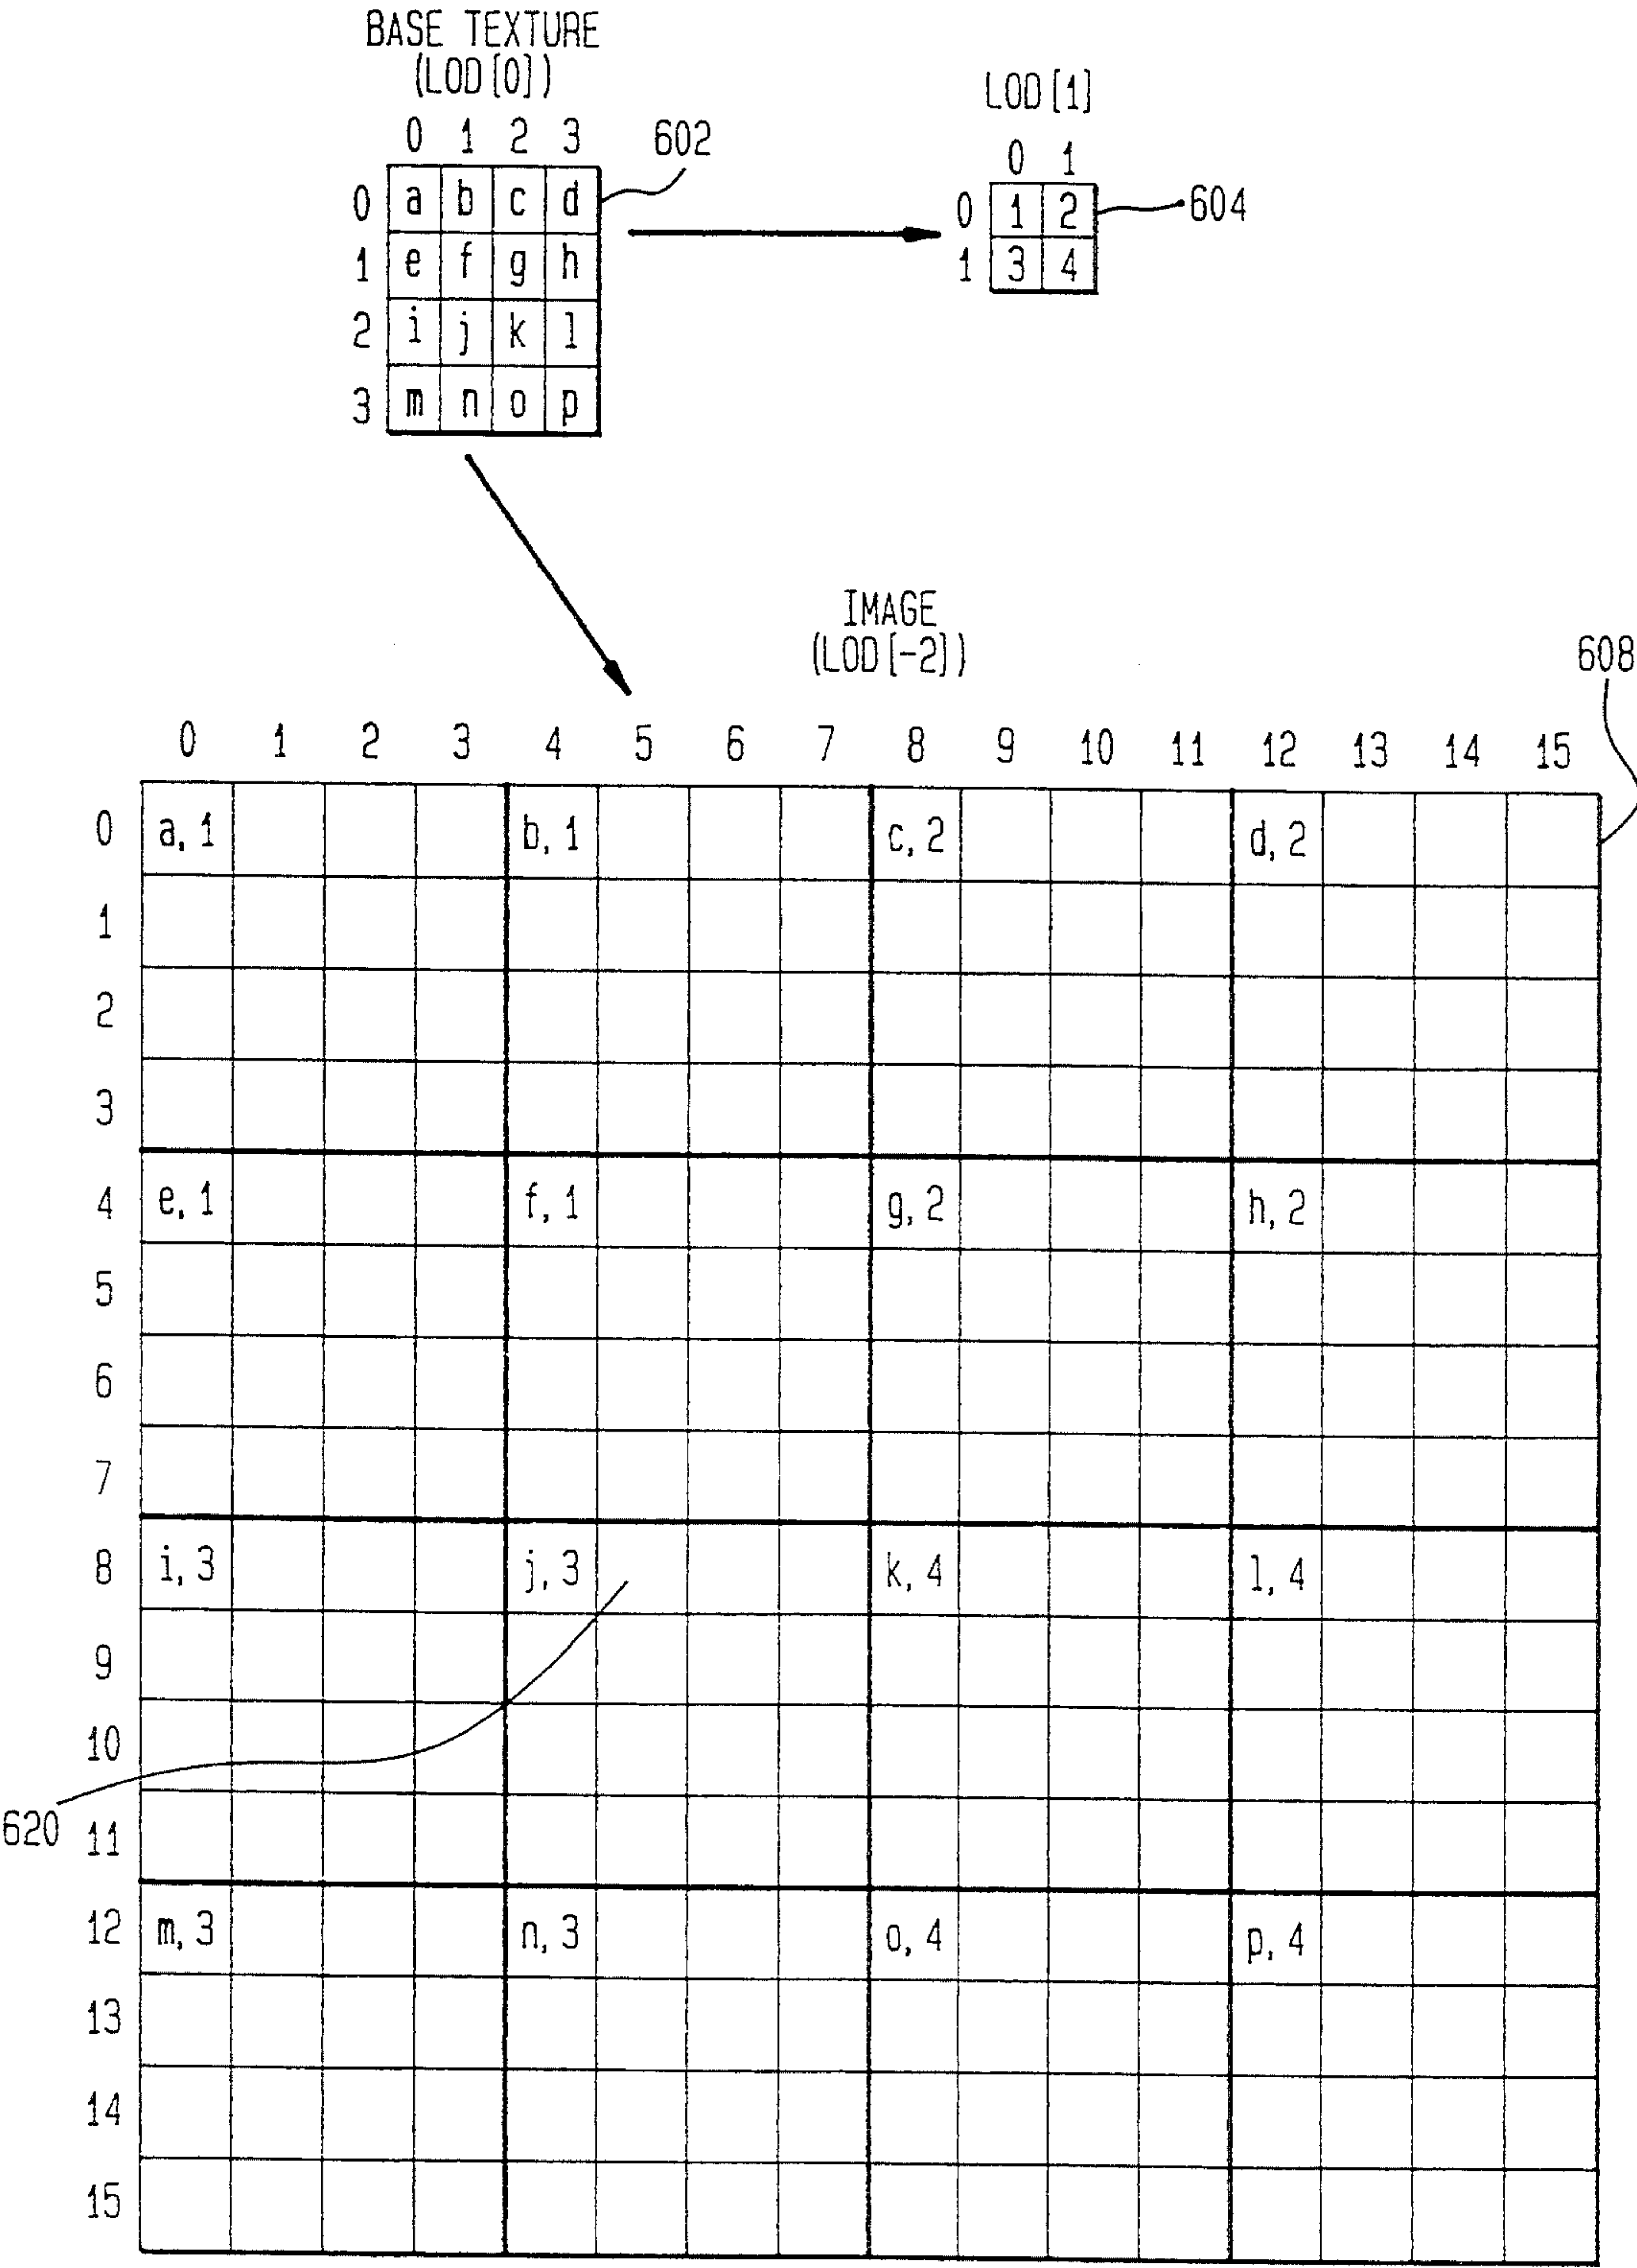 BASE TEXTURE
(LOD[0])
0 1 2 3
602
0 a b c d
1 e f g h
2 i j k l
3 m n o p
LOD[1]
0 1
0 1 2
604
1 3 4
IMAGE
(LOD[-2])
608
0 1 2 3 4 5 6 7 8 9 10 11 12 13 14 15
0 a, 1 b, 1 c, 2 d, 2
1
2
3
4 e, 1 f, 1 g, 2 h, 2
5
6
7
8 i, 3 j, 3 k, 4 l, 4
9
10
620
11
12 m, 3 n, 3 o, 4 p, 4
13
14
15